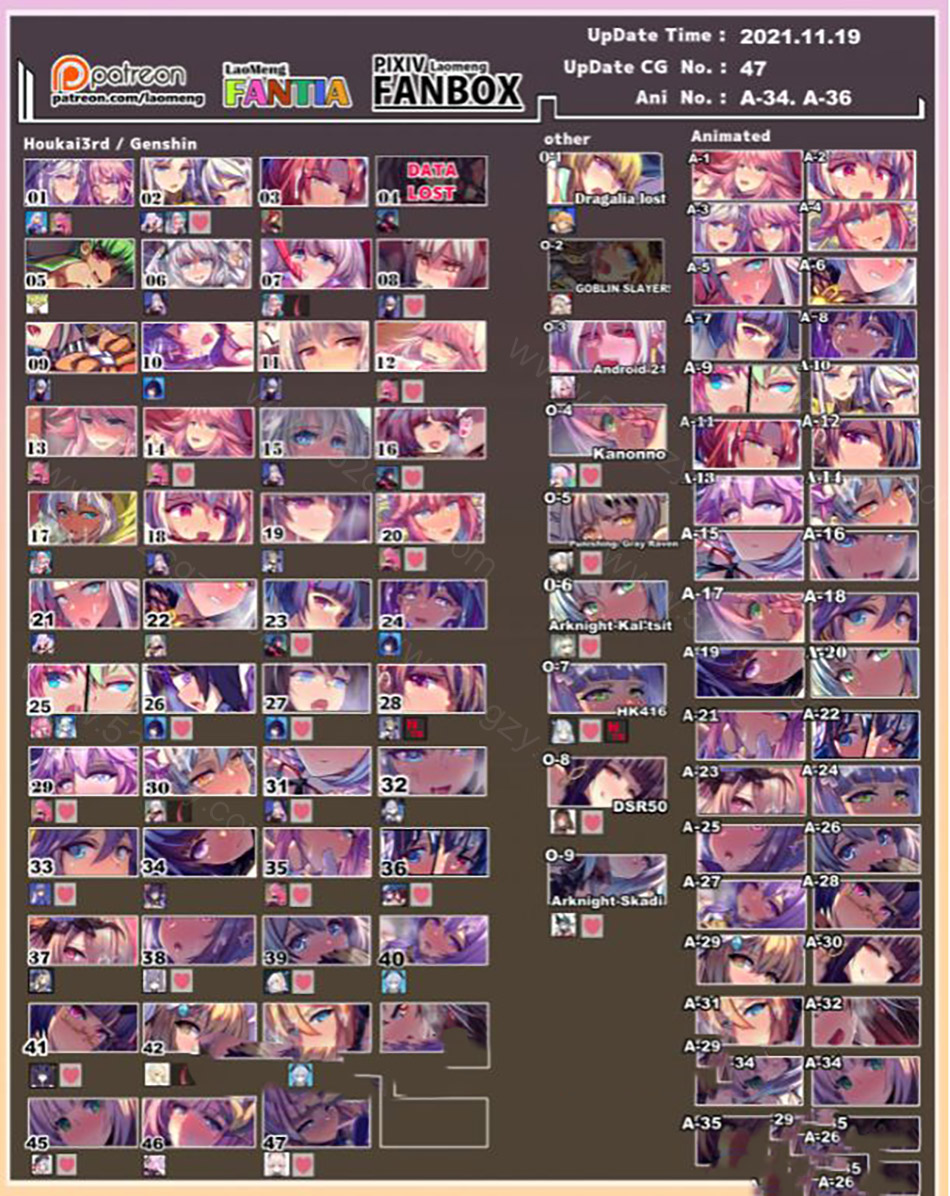 UpDate Time : 2021.11.19
patreon
LaoMeng
PIXIV Laomeng
UpDate CG No. : 47
patreon.com/laomeng
FANTIA
FANBOX
Ani No. : A-34. A-36
Houkai3rd / Genshin
other
Animated
01 02 03 04 DATA LOST
05 06 07 08
09 10 11 12
13 14 15 16
17 18 19 20
21 22 23 24
25 26 27 28
29 30 31 32
33 34 35 36
37 38 39 40
41 42
45 46 47
O-1
Dragalia lost
O-2
GOBLIN SLAYER!
O-3
Android 21
O-4
Kanonno
O-5
Punishing: Gray Raven
O-6
Arknight-Kal'tsit
O-7
HK416
O-8
DSR50
O-9
Arknight-Skadi
A-1 A-2
A-3 A-4
A-5 A-6
A-7 A-8
A-9 A-10
A-11 A-12
A-13 A-14
A-15 A-16
A-17 A-18
A-19 A-20
A-21 A-22
A-23 A-24
A-25 A-26
A-27 A-28
A-29 A-30
A-31 A-32
A-29
34 A-34
A-35 29 5
A-26
5
A-26